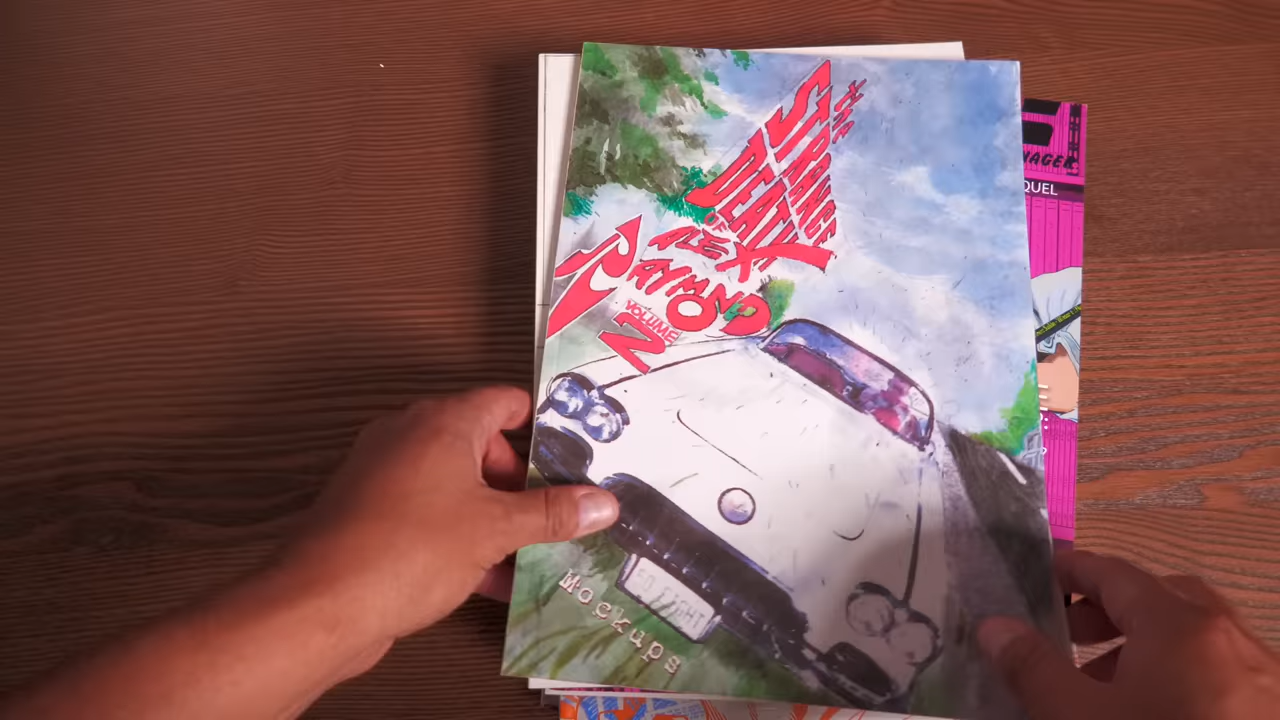 THE
STRANGE
DEATH
OF
ALEX
RAYMOND
VOLUME
2
Mockups
NAGER
QUEL